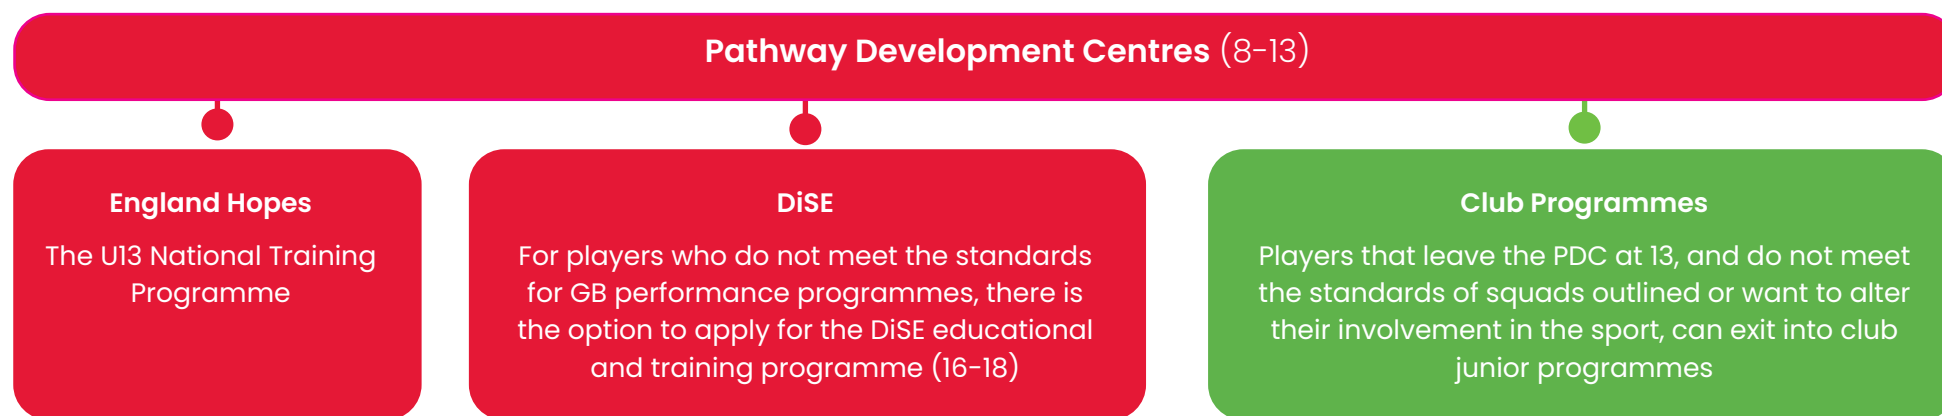 Pathway Development Centres (8-13)
England Hopes
The U13 National Training
Programme
DiSE
For players who do not meet the standards
for GB performance programmes, there is
the option to apply for the DiSE educational
and training programme (16-18)
Club Programmes
Players that leave the PDC at 13, and do not meet
the standards of squads outlined or want to alter
their involvement in the sport, can exit into club
junior programmes